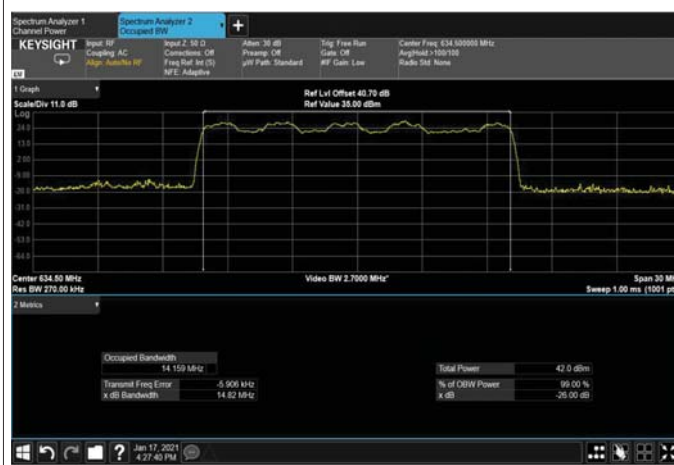 Spectrum Analyzer 1
Channel Power
Spectrum Analyzer 2
Occupied BW
+
KEYSIGHT
Input: RF
Coupling: AC
Align: Auto/No RF
Input Z: 50 Ω
Corrections: Off
Freq Ref: Int (S)
NFE: Adaptive
Atten: 30 dB
Preamp: Off
µW Path: Standard
Trig: Free Run
Gate: Off
#IF Gain: Low
Center Freq: 634.500000 MHz
Avg|Hold:>100/100
Radio Std: None
1 Graph
Scale/Div 11.0 dB
Ref Lvl Offset 40.70 dB
Ref Value 35.00 dBm
Log
24.0
13.0
2.00
-9.00
-20.0
-31.0
-42.0
-53.0
-64.0
Center 634.50 MHz
Res BW 270.00 kHz
Video BW 2.7000 MHz*
Span 30 M
Sweep 1.00 ms (1001 pt
2 Metrics
Occupied Bandwidth
14.159 MHz
Transmit Freq Error -5.906 kHz
x dB Bandwidth 14.82 MHz
Total Power 42.0 dBm
% of OBW Power 99.00 %
x dB -26.00 dB
?
Jan 17, 2021
4:27:40 PM